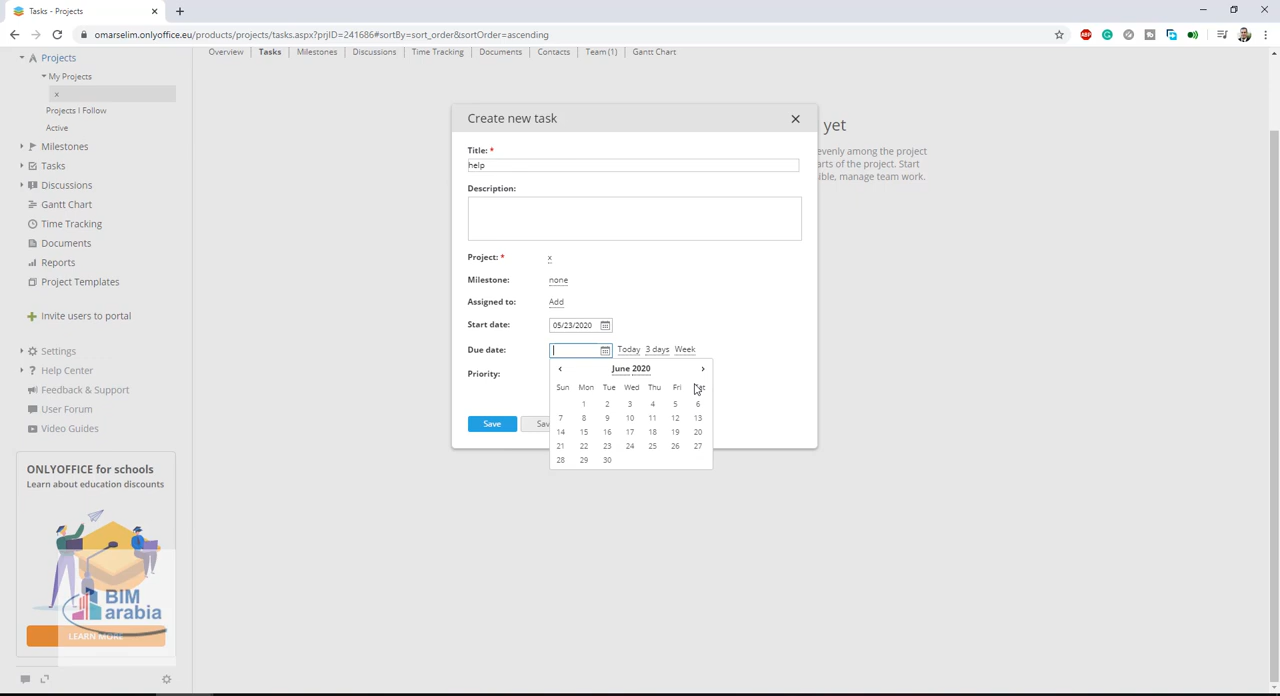 Tasks - Projects
omarselim.onlyoffice.eu/products/projects/tasks.aspx?prjID=241686#sortBy=sort_order&sortOrder=ascending
ABP
Overview Tasks Milestones Discussions Time Tracking Documents Contacts Team (1) Gantt Chart
Projects
My Projects
x
Projects I Follow
Active
Milestones
Tasks
Discussions
Gantt Chart
Time Tracking
Documents
Reports
Project Templates
Invite users to portal
Settings
Help Center
Feedback & Support
User Forum
Video Guides
ONLYOFFICE for schools
Learn about education discounts
BIM
arabia
LEARN MORE
yet
evenly among the project
arts of the project. Start
ible, manage team work.
Create new task
Title: *
help
Description:
Project: * x
Milestone: none
Assigned to: Add
Start date: 05/23/2020
Due date: Today 3 days Week
Priority:
June 2020
Sun Mon Tue Wed Thu Fri
1 2 3 4 5 6
7 8 9 10 11 12 13
14 15 16 17 18 19 20
21 22 23 24 25 26 27
28 29 30
Save Sav